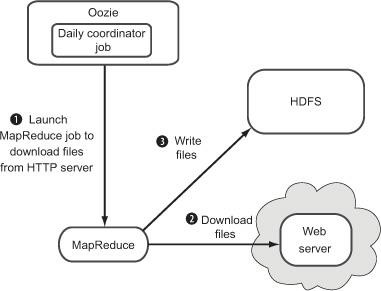 Oozie
Daily coordinator
job
❶ Launch
MapReduce job to
download files
from HTTP server
HDFS
❸ Write
files
❷ Download
files
MapReduce
Web
server